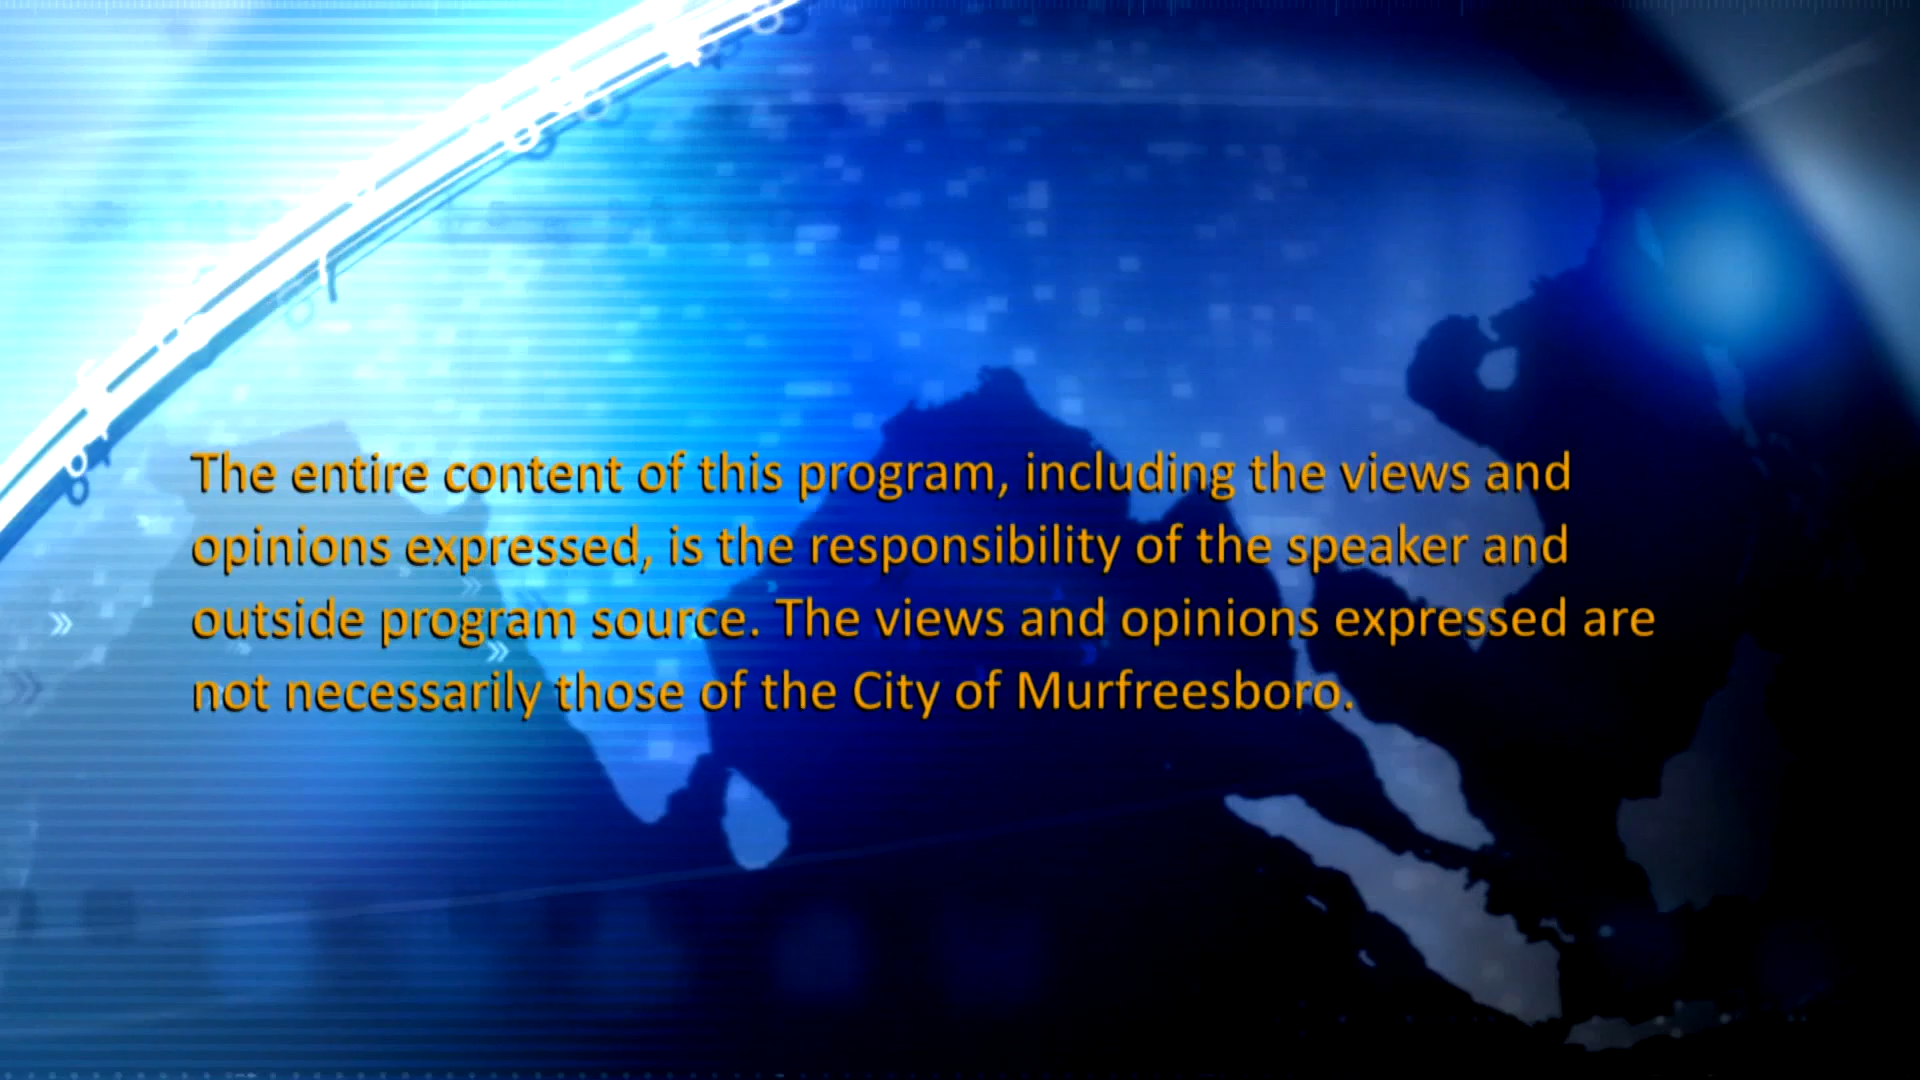 The entire content of this program, including the views and
opinions expressed, is the responsibility of the speaker and
outside program source. The views and opinions expressed are
not necessarily those of the City of Murfreesboro.